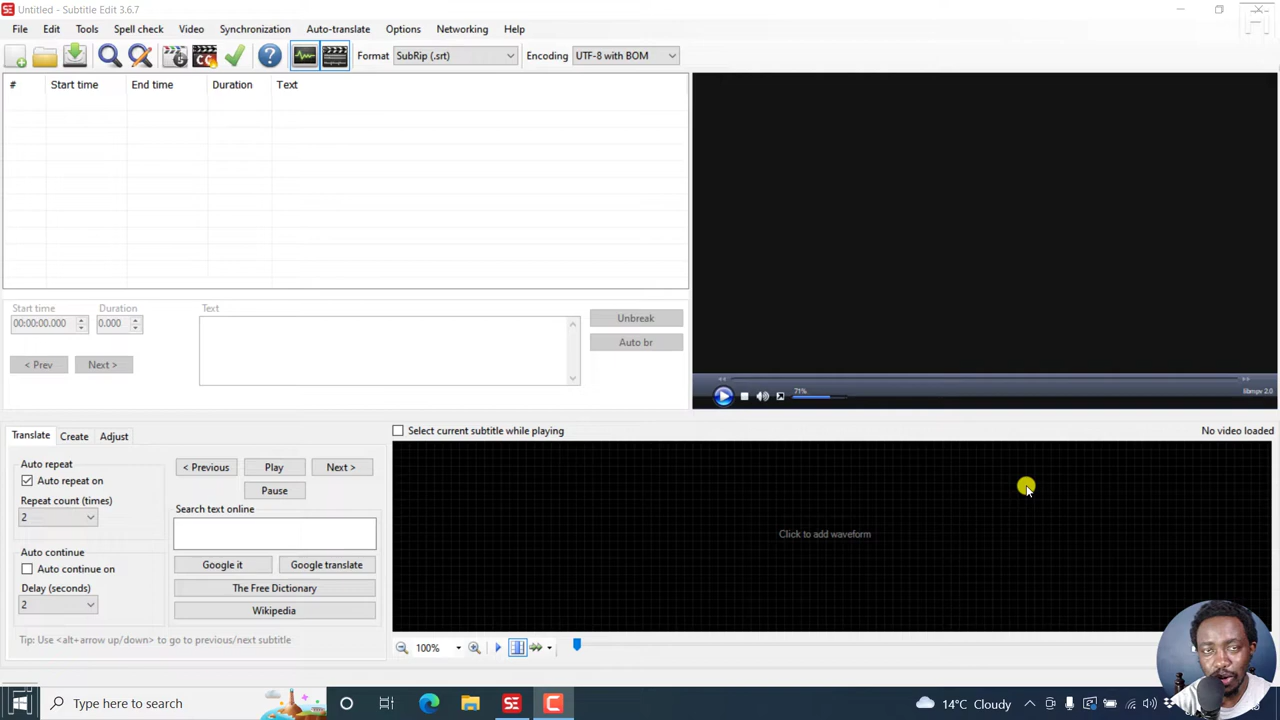 Untitled - Subtitle Edit 3.6.7
File Edit Tools Spell check Video Synchronization Auto-translate Options Networking Help
Format SubRip (.srt) Encoding UTF-8 with BOM
# Start time End time Duration Text
Start time Duration Text
00:00:00.000 0.000
Unbreak
Auto br
< Prev Next >
71%
libmpv 2.0
Translate Create Adjust
Select current subtitle while playing
No video loaded
Auto repeat
Auto repeat on
Repeat count (times)
2
< Previous Play Next >
Pause
Search text online
Click to add waveform
Auto continue
Auto continue on
Delay (seconds)
2
Google it Google translate
The Free Dictionary
Wikipedia
Tip: Use <alt+arrow up/down> to go to previous/next subtitle
100%
Type here to search
14°C Cloudy